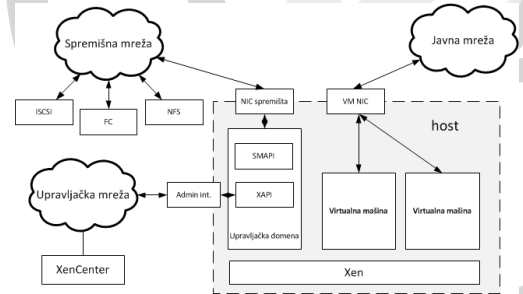 Spremišna mreža
Javna mreža
ISCSI
FC
NFS
NIC spremišta
VM NIC
host
SMAPI
XAPI
Upravljačka domena
Upravljačka mreža
Admin int.
Virtualna mašina
Virtualna mašina
XenCenter
Xen